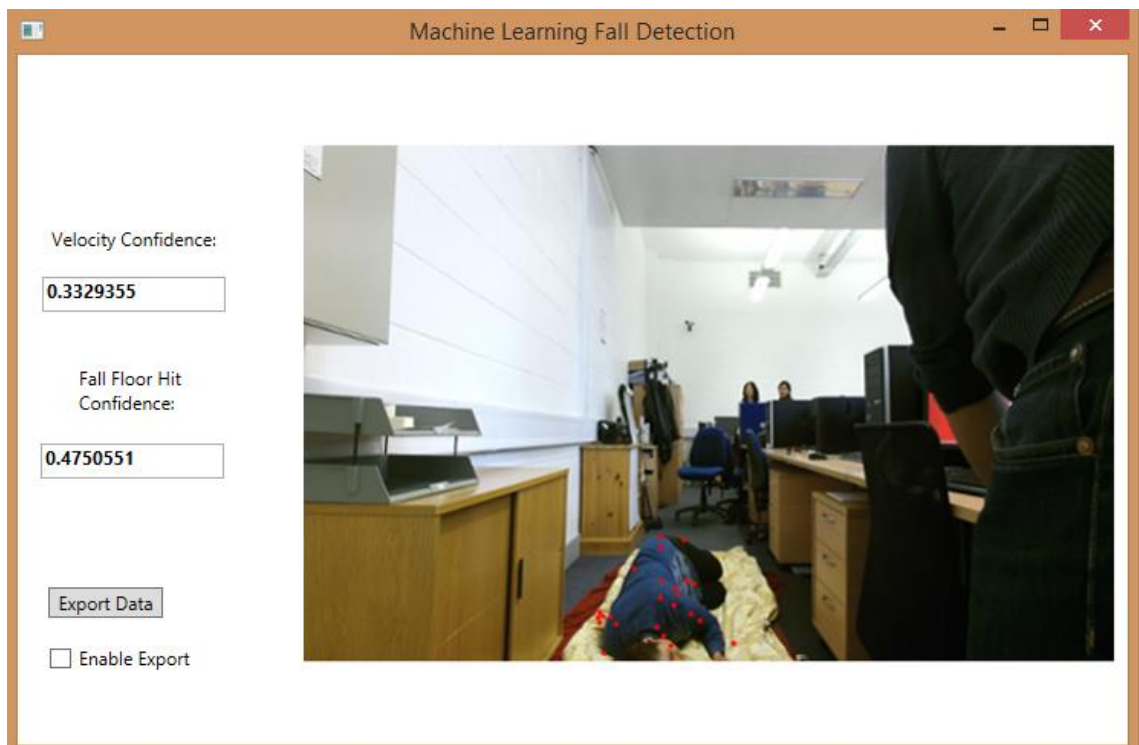 Machine Learning Fall Detection
Velocity Confidence:
0.3329355
Fall Floor Hit
Confidence:
0.4750551
Export Data
Enable Export